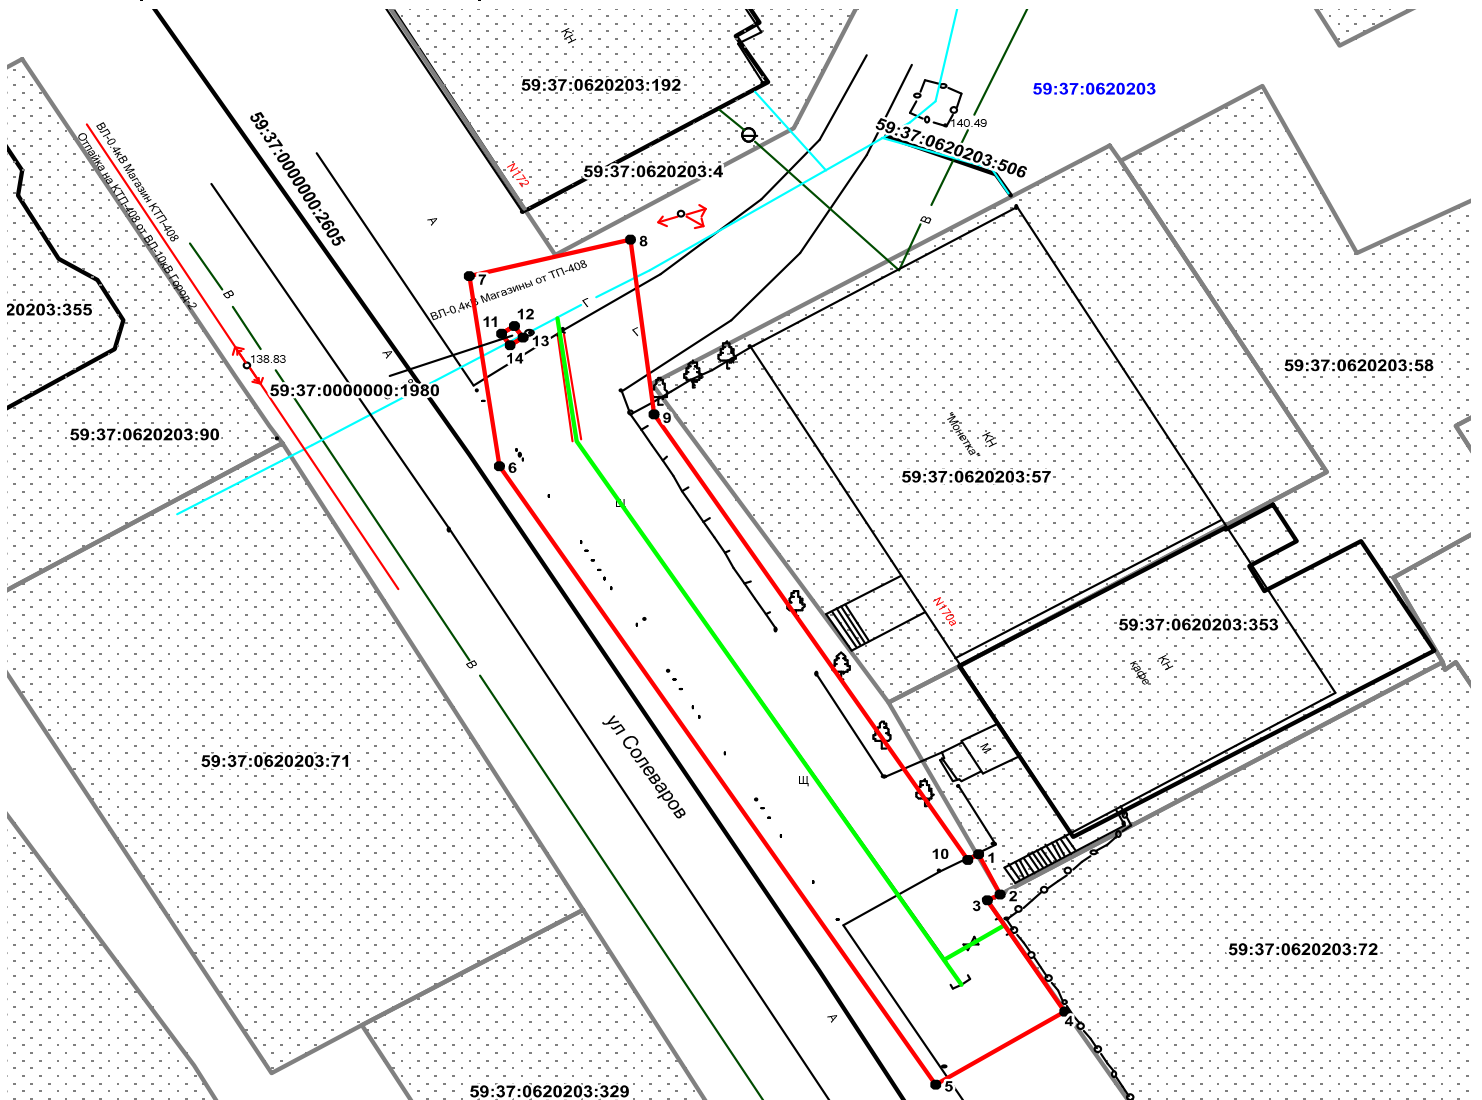 КН
59:37:0620203:192
59:37:0620203
140.49
59:37:0620203:506
59:37:0620203:4
N172
59:37:0000000:2605
ВЛ-0.4кВ Магазин КТП-408
Отпайка на КТП-408 от ВЛ-10кВ Город-2
А
В
8
7
ВЛ-0,4кВ Магазины от ТП-408
Г
В
20203:355
12
11
13
14
А
138.83
59:37:0000000:1980
59:37:0620203:58
9
59:37:0620203:90
КН
"Монетка"
59:37:0620203:57
6
Щ
N170а
59:37:0620203:353
КН
кафе
В
ул Солеваров
М
59:37:0620203:71
Щ
10
1
2
3
59:37:0620203:72
А
4
5
59:37:0620203:329